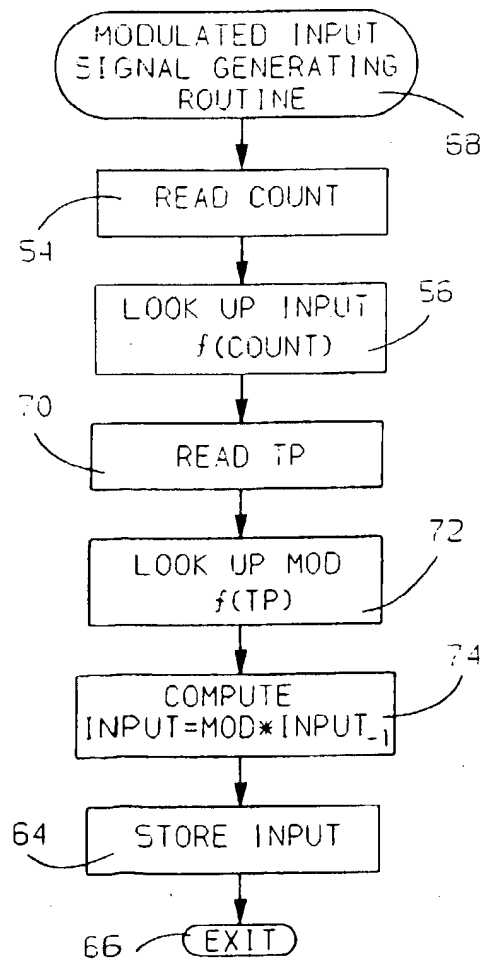 MODULATED INPUT
SIGNAL GENERATING
ROUTINE
68
READ COUNT
54
LOOK UP INPUT
f(COUNT)
56
70
READ TP
LOOK UP MOD
f(TP)
72
COMPUTE
INPUT=MOD*INPUT₋₁
74
64
STORE INPUT
66
EXIT